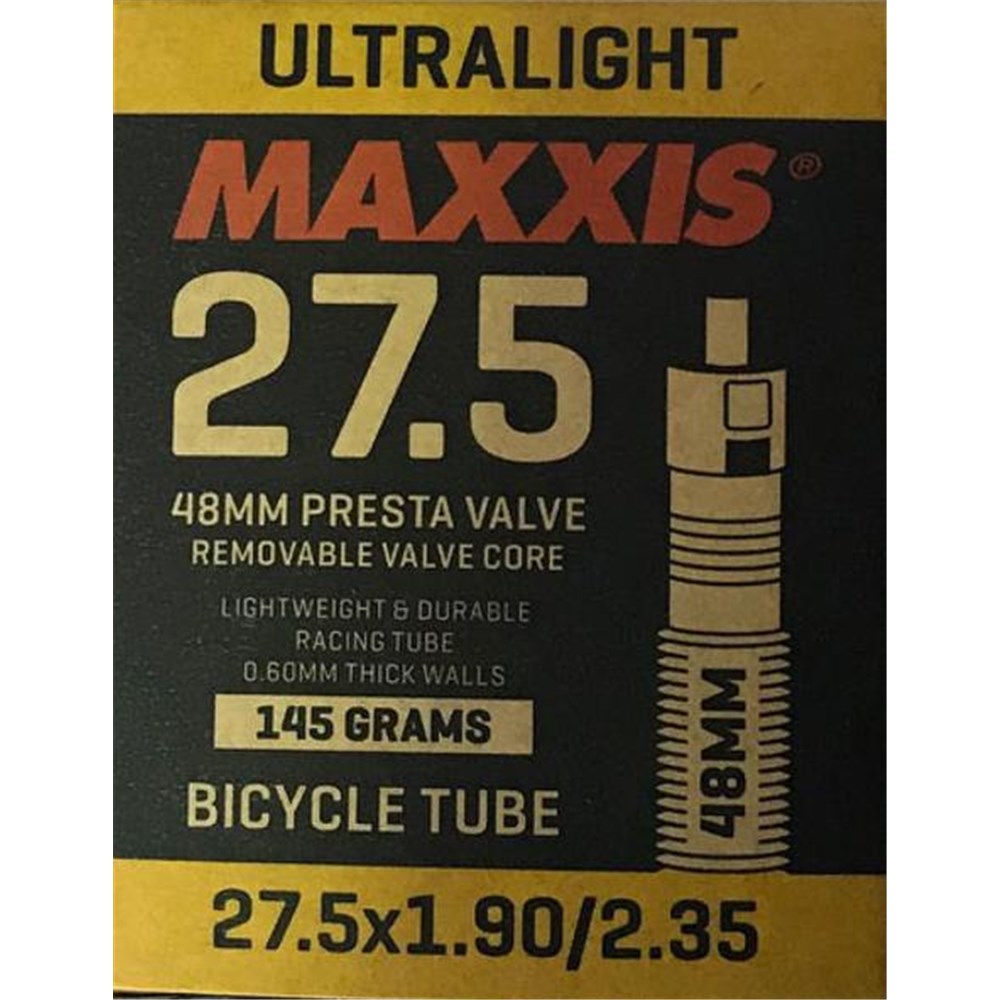 ULTRALIGHT
MAXXIS®
27.5
48MM PRESTA VALVE
REMOVABLE VALVE CORE
LIGHTWEIGHT & DURABLE
RACING TUBE
0.60MM THICK WALLS
145 GRAMS
BICYCLE TUBE
48MM
27.5x1.90/2.35